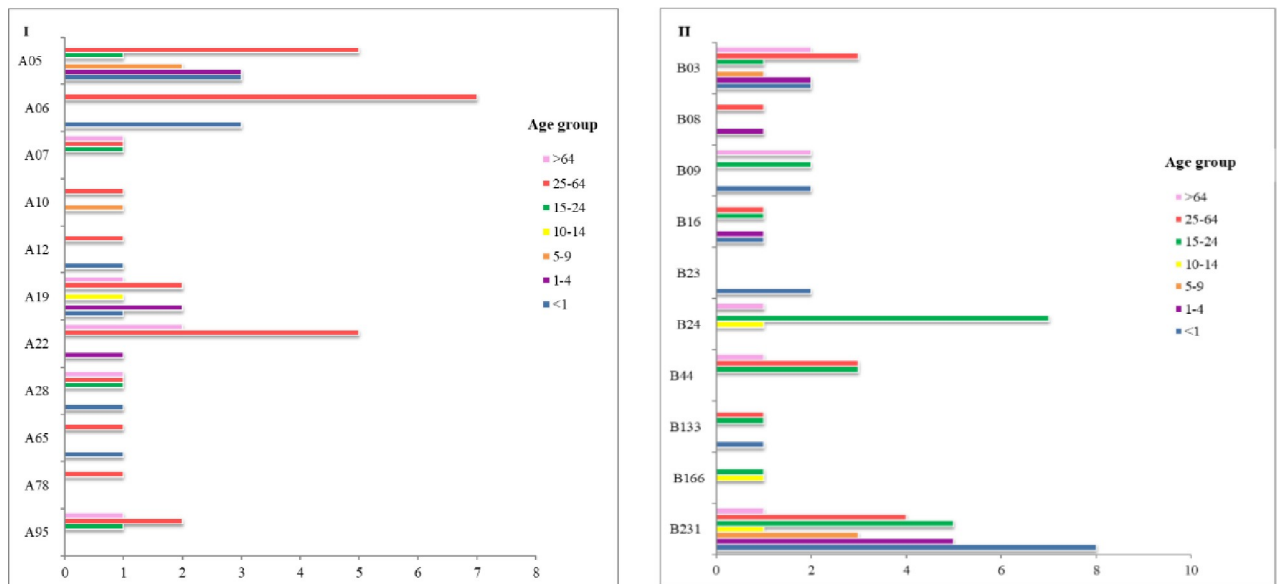 I
A05
A06
A07
A10
A12
A19
A22
A28
A65
A78
A95
0 1 2 3 4 5 6 7 8
Age group
>64
25-64
15-24
10-14
5-9
1-4
<1
II
B03
B08
B09
B16
B23
B24
B44
B133
B166
B231
0 2 4 6 8 10
Age group
>64
25-64
15-24
10-14
5-9
1-4
<1